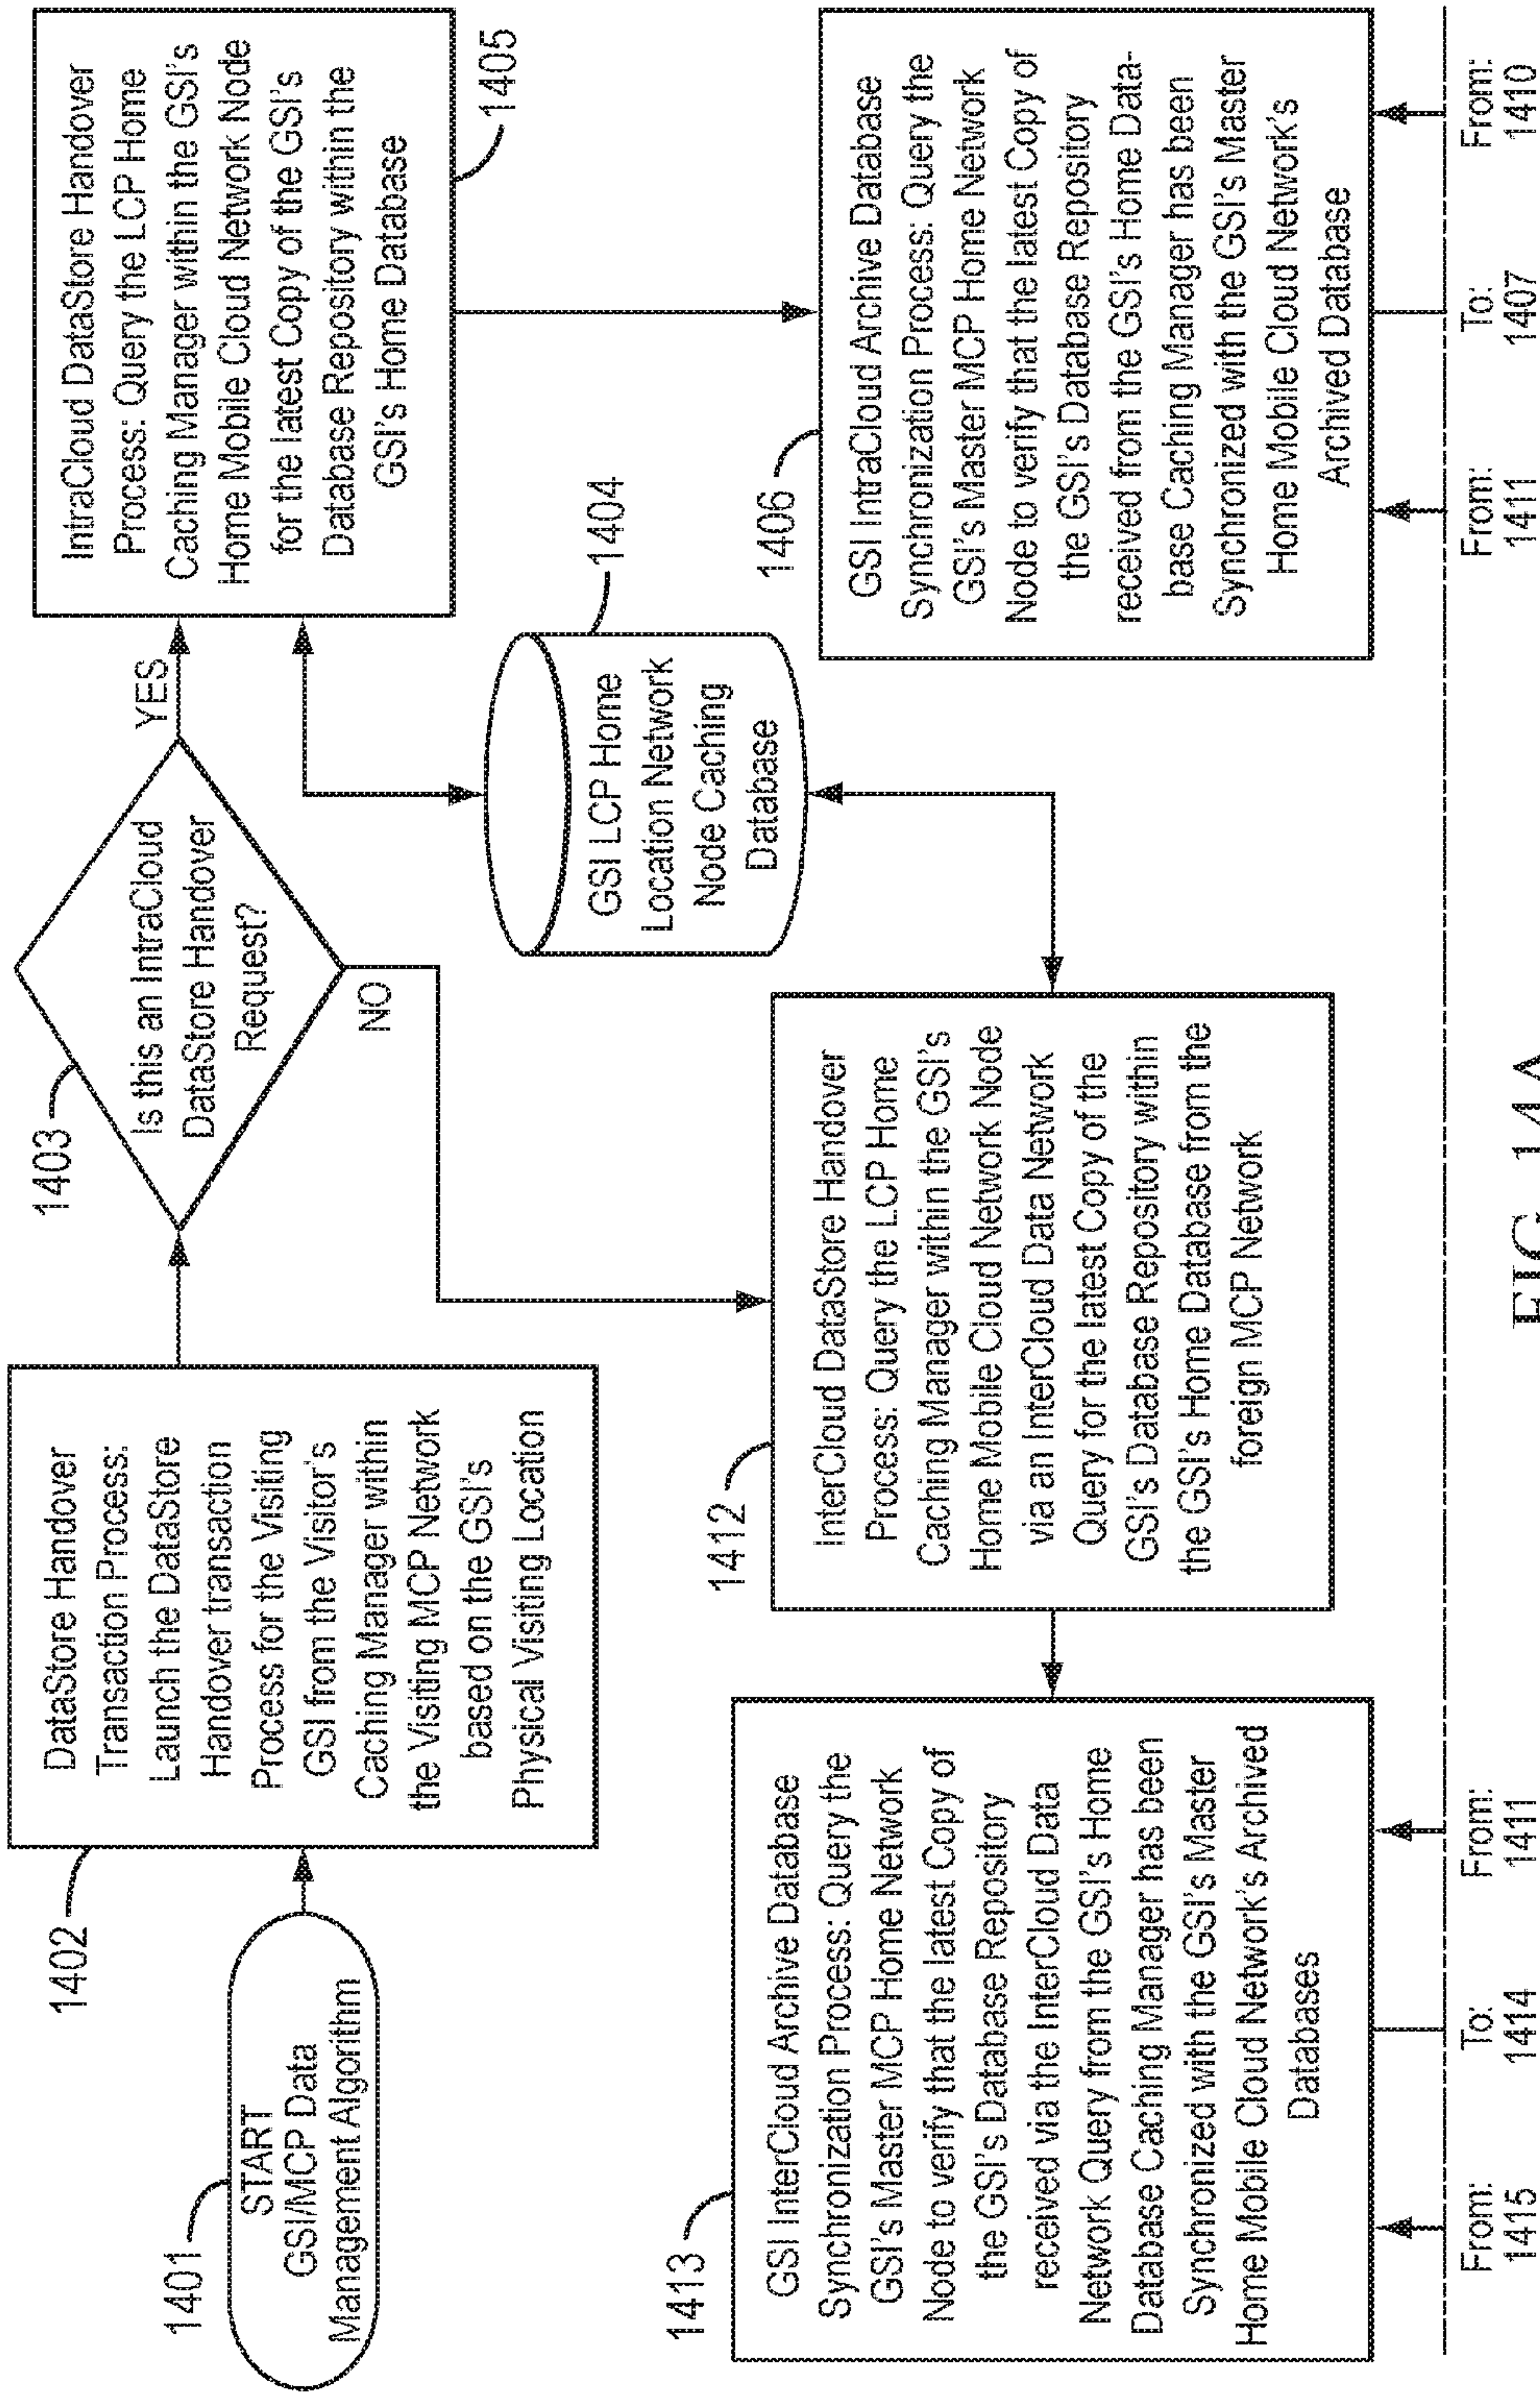 1401
START
GSI/MCP Data
Management Algorithm
1402
DataStore Handover
Transaction Process:
Launch the DataStore
Handover transaction
Process for the Visiting
GSI from the Visitor's
Caching Manager within
the Visiting MCP Network
based on the GSI's
Physical Visiting Location
1403
Is this an IntraCloud
DataStore Handover
Request?
YES
NO
IntraCloud DataStore Handover
Process: Query the LCP Home
Caching Manager within the GSI's
Home Mobile Cloud Network Node
for the latest Copy of the GSI's
Database Repository within the
GSI's Home Database
1405
1404
GSI LCP Home
Location Network
Node Caching
Database
1406
GSI IntraCloud Archive Database
Synchronization Process: Query the
GSI's Master MCP Home Network
Node to verify that the latest Copy of
the GSI's Database Repository
received from the GSI's Home Data-
base Caching Manager has been
Synchronized with the GSI's Master
Home Mobile Cloud Network's
Archived Database
1412
InterCloud DataStore Handover
Process: Query the LCP Home
Caching Manager within the GSI's
Home Mobile Cloud Network Node
via an InterCloud Data Network
Query for the latest Copy of the
GSI's Database Repository within
the GSI's Home Database from the
foreign MCP Network
1413
GSI InterCloud Archive Database
Synchronization Process: Query the
GSI's Master MCP Home Network
Node to verify that the latest Copy of
the GSI's Database Repository
received via the InterCloud Data
Network Query from the GSI's Home
Database Caching Manager has been
Synchronized with the GSI's Master
Home Mobile Cloud Network's Archived
Databases
From:
1415
To:
1414
From:
1411
From:
1411
To:
1407
From:
1410
FIG. 14A